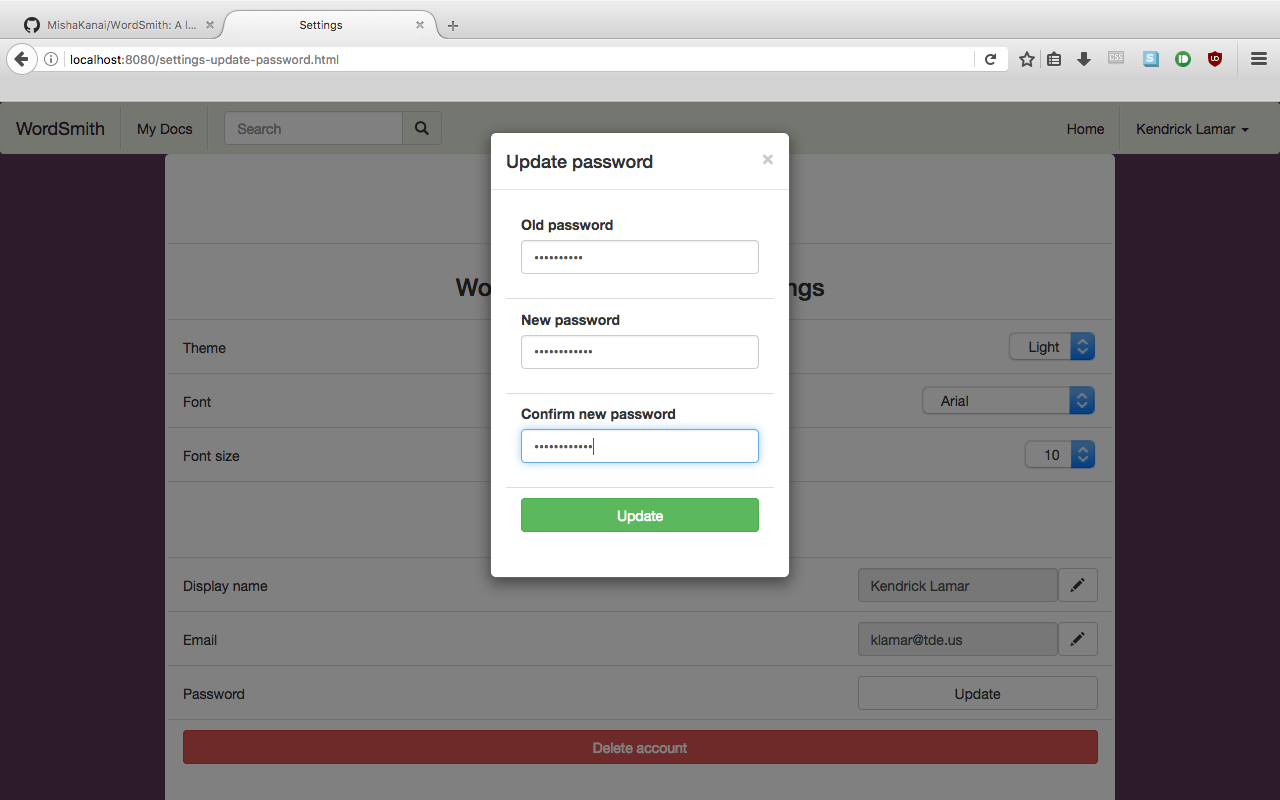 MishaKanai/WordSmith: A l...
Settings
localhost:8080/settings-update-password.html
CSS
S
WordSmith
My Docs
Search
Home
Kendrick Lamar
Update password
×
Old password
••••••••••
New password
••••••••••••
Confirm new password
••••••••••••
Update
Wo
ngs
Theme
Light
Font
Arial
Font size
10
Display name
Kendrick Lamar
Email
klamar@tde.us
Password
Update
Delete account